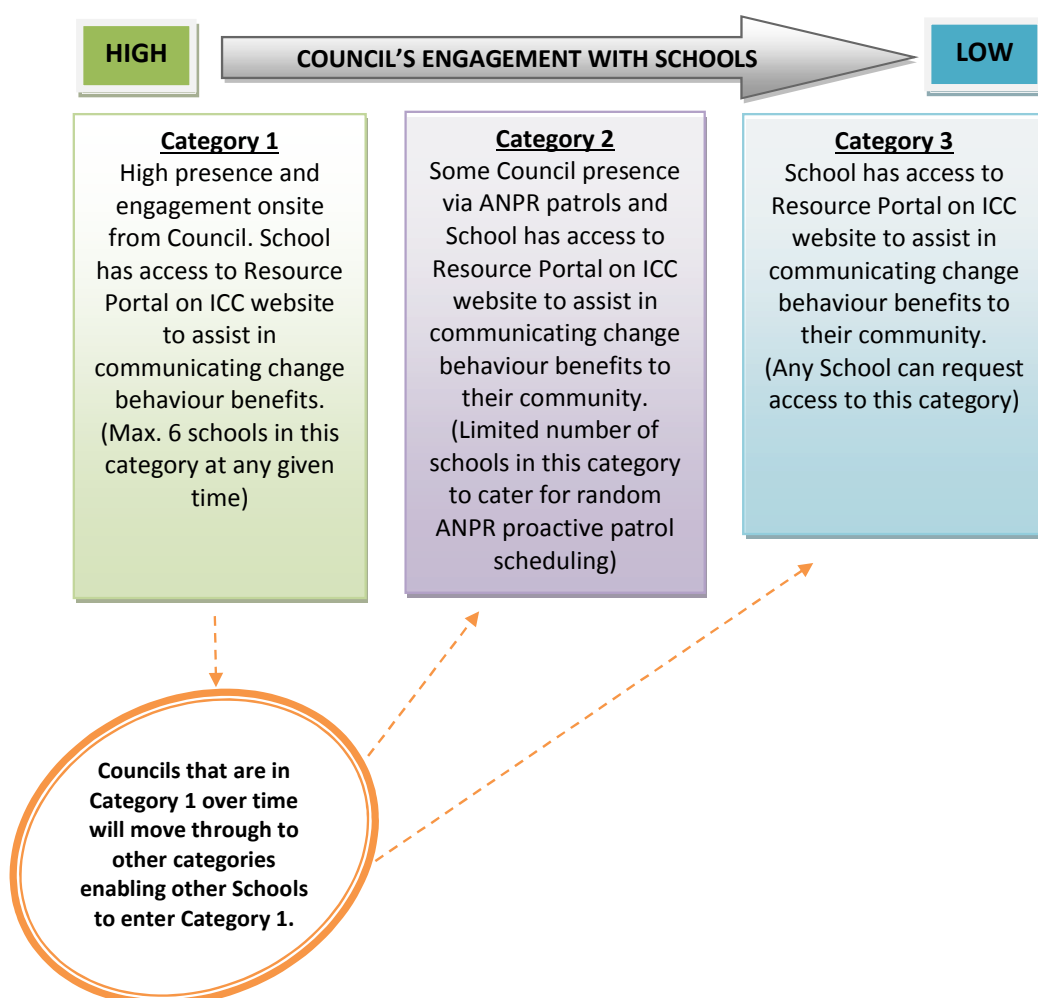 HIGH
COUNCIL'S ENGAGEMENT WITH SCHOOLS
LOW
Category 1
High presence and
engagement onsite
from Council. School
has access to Resource
Portal on ICC website
to assist in
communicating change
behaviour benefits.
(Max. 6 schools in this
category at any given
time)
Category 2
Some Council presence
via ANPR patrols and
School has access to
Resource Portal on ICC
website to assist in
communicating change
behaviour benefits to
their community.
(Limited number of
schools in this category
to cater for random
ANPR proactive patrol
scheduling)
Category 3
School has access to
Resource Portal on ICC
website to assist in
communicating change
behaviour benefits to
their community.
(Any School can request
access to this category)
Councils that are in
Category 1 over time
will move through to
other categories
enabling other Schools
to enter Category 1.